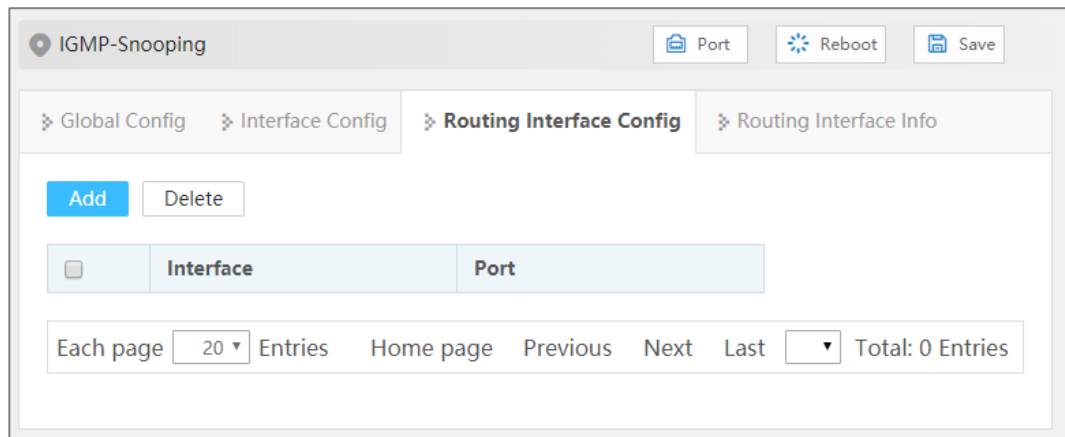 IGMP-Snooping Port Reboot Save
Global Config Interface Config Routing Interface Config Routing Interface Info
Add Delete
Interface Port
Each page 20 Entries Home page Previous Next Last Total: 0 Entries